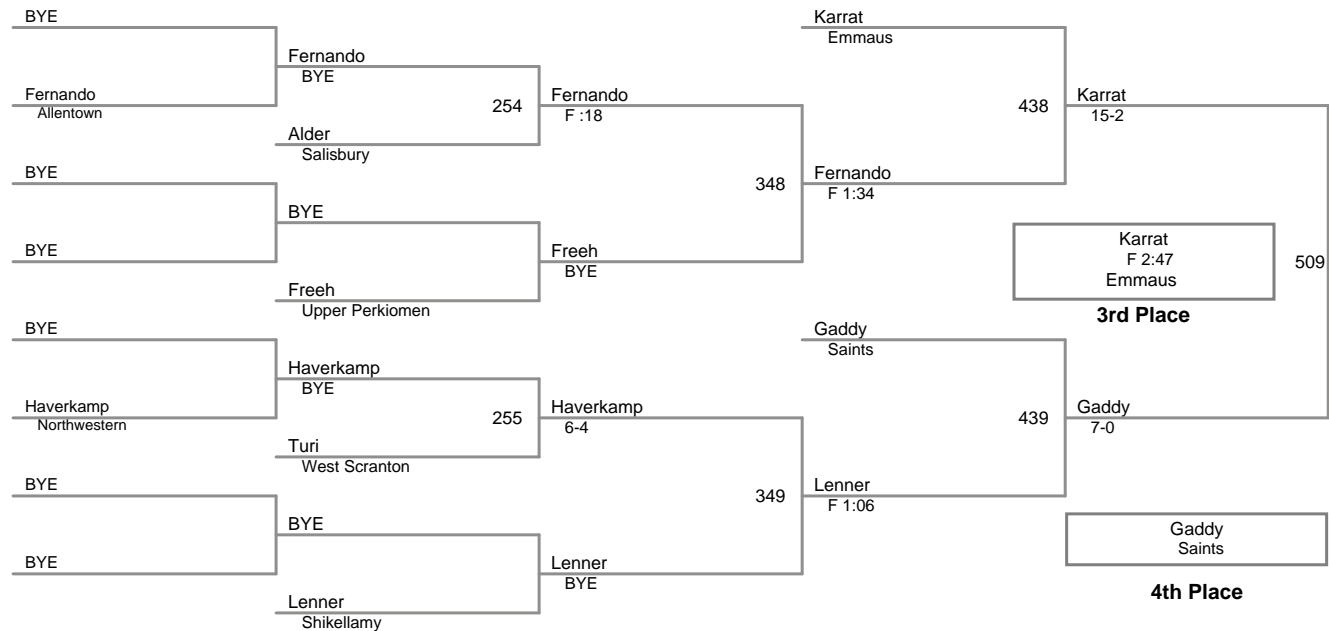 BYE
Karrat
Emmaus
Fernando
BYE
Fernando
Allentown
254
Fernando
F :18
438
Karrat
15-2
Alder
Salisbury
BYE
348
Fernando
F 1:34
BYE
Karrat
F 2:47
Emmaus
509
BYE
Freeh
BYE
Freeh
Upper Perkiomen
3rd Place
BYE
Gaddy
Saints
Haverkamp
BYE
Haverkamp
Northwestern
255
Haverkamp
6-4
439
Gaddy
7-0
Turi
West Scranton
BYE
349
Lenner
F 1:06
BYE
Gaddy
Saints
BYE
Lenner
BYE
4th Place
Lenner
Shikellamy